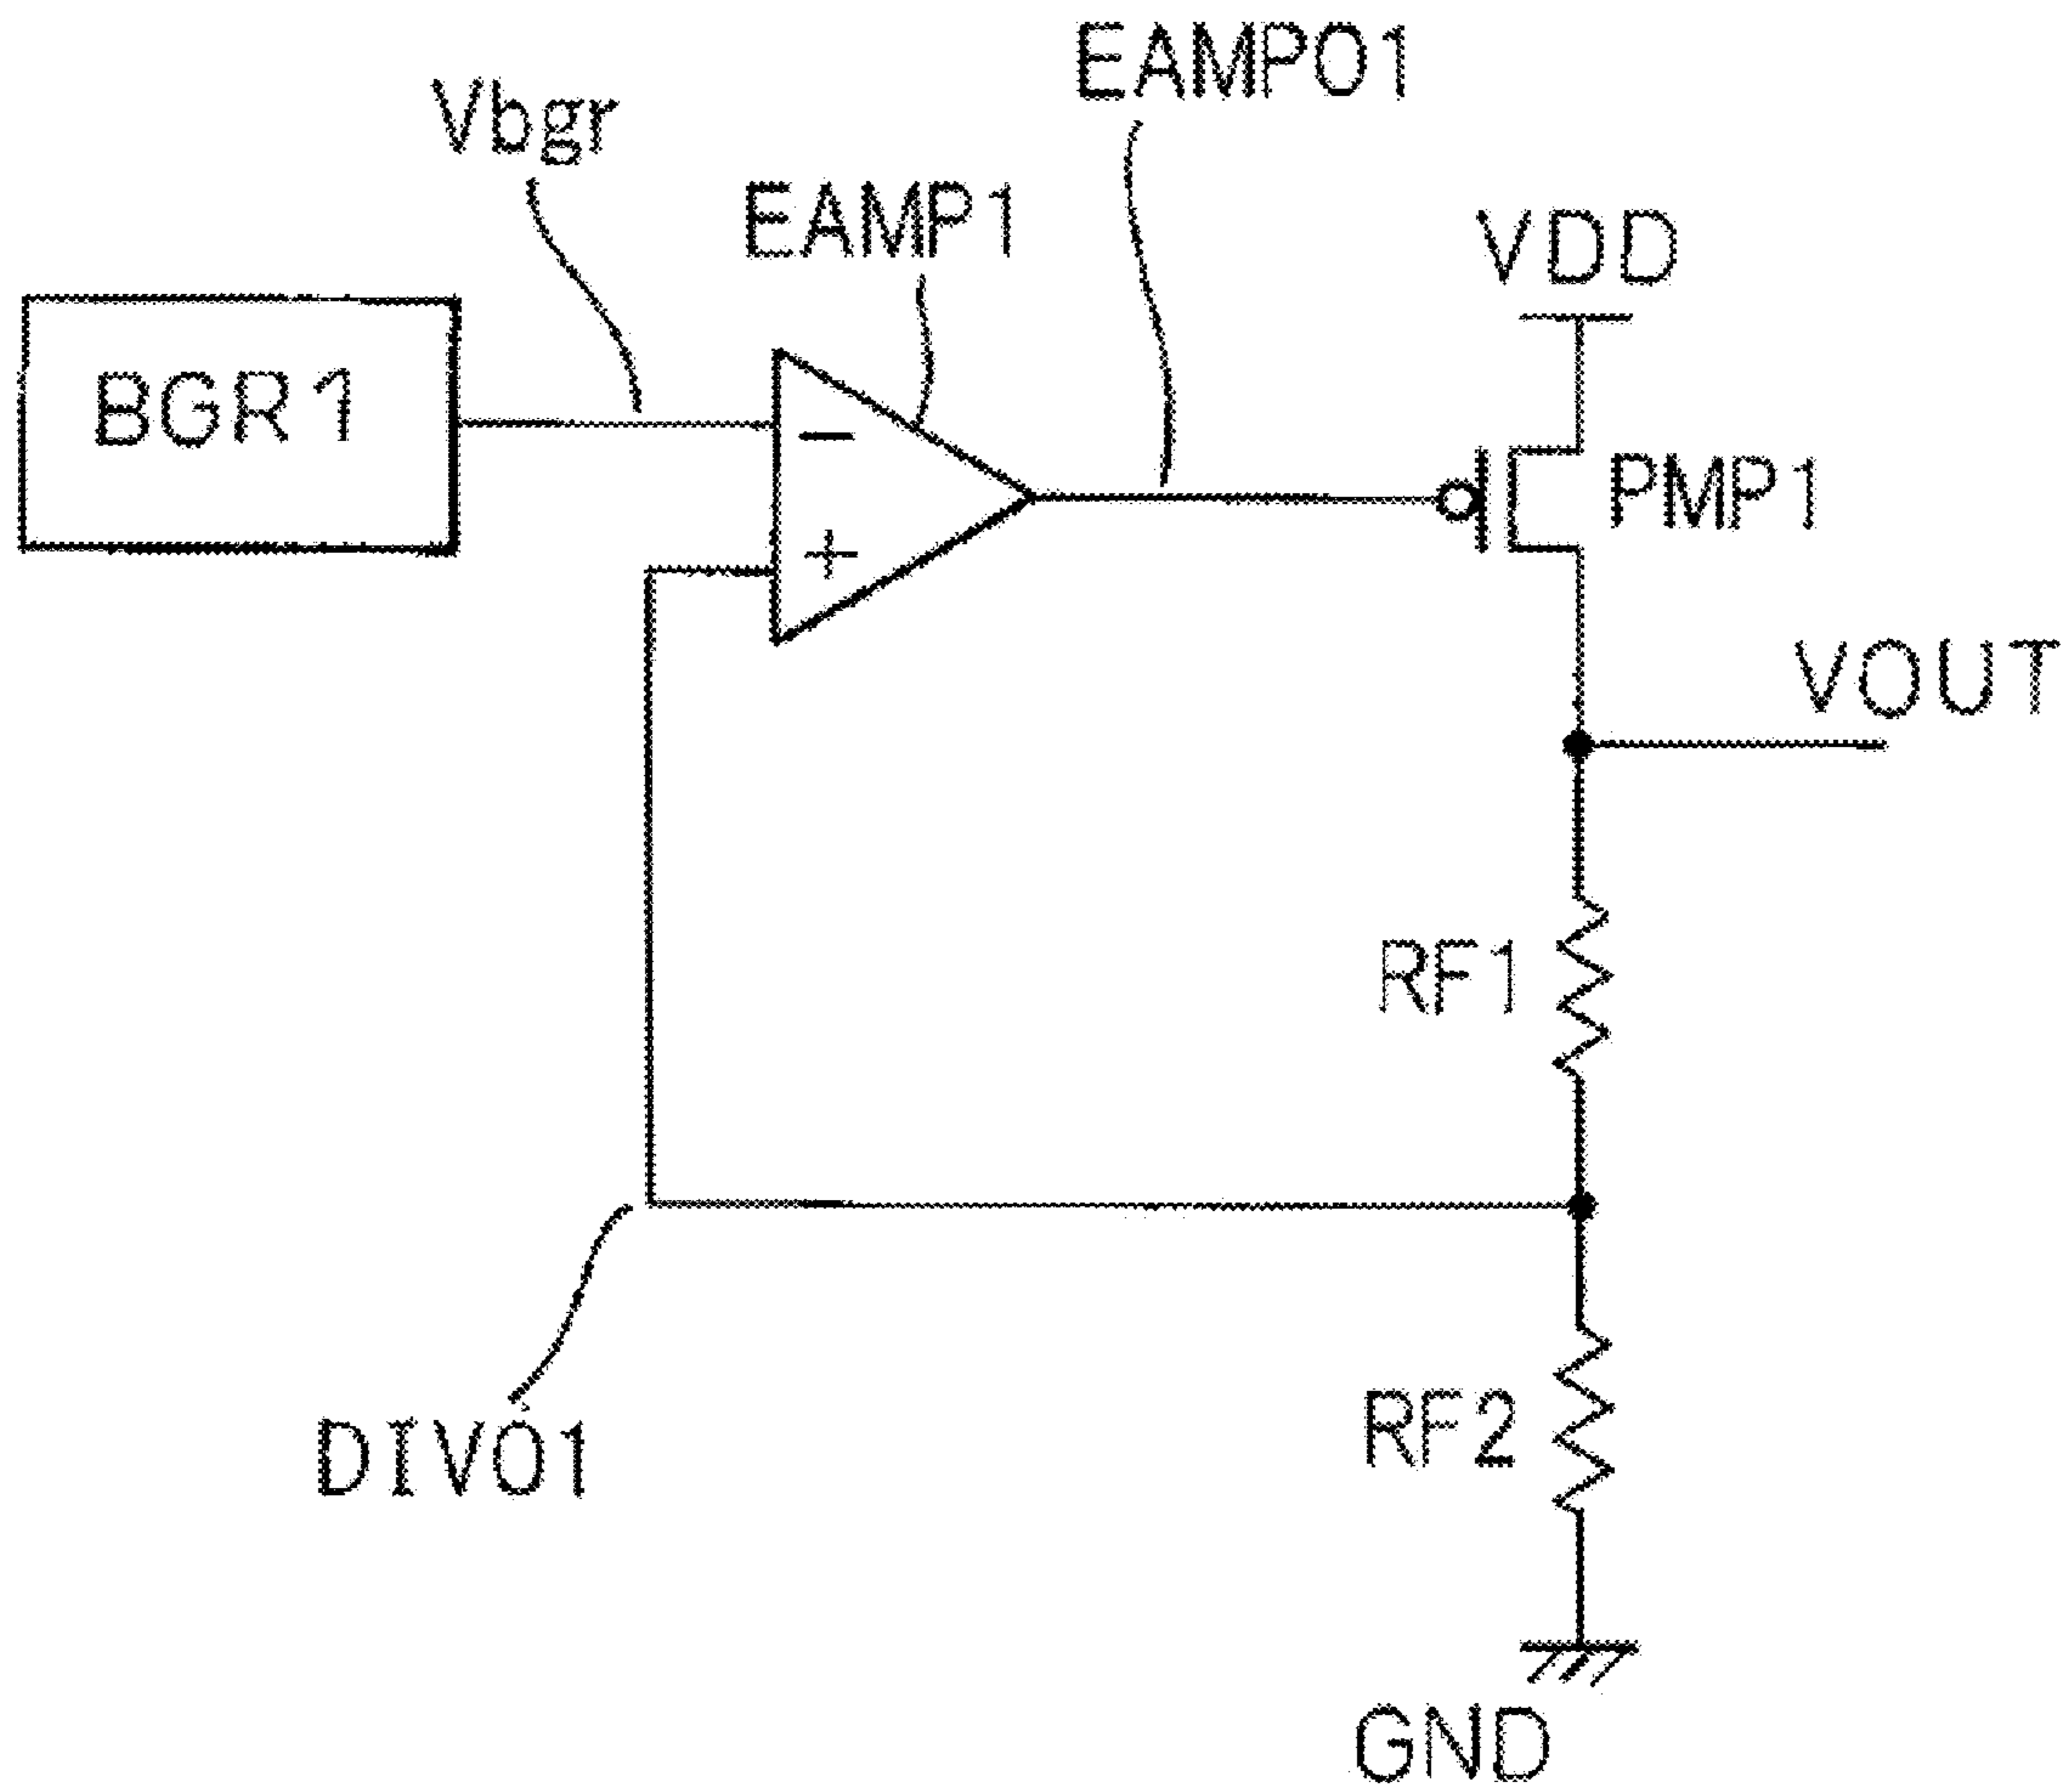 EAMPO1
Vbgr
EAMP1
VDD
BGR1
−
PMP1
+
VOUT
RF1
RF2
DIVO1
GND